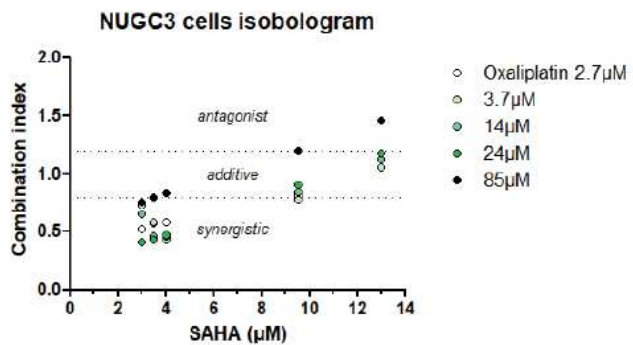 NUGC3 cells isobologram
Combination index
2.0
1.5
1.0
0.5
0.0
antagonist
additive
synergistic
0 2 4 6 8 10 12 14
SAHA (µM)
Oxaliplatin 2.7µM
3.7µM
14µM
24µM
85µM